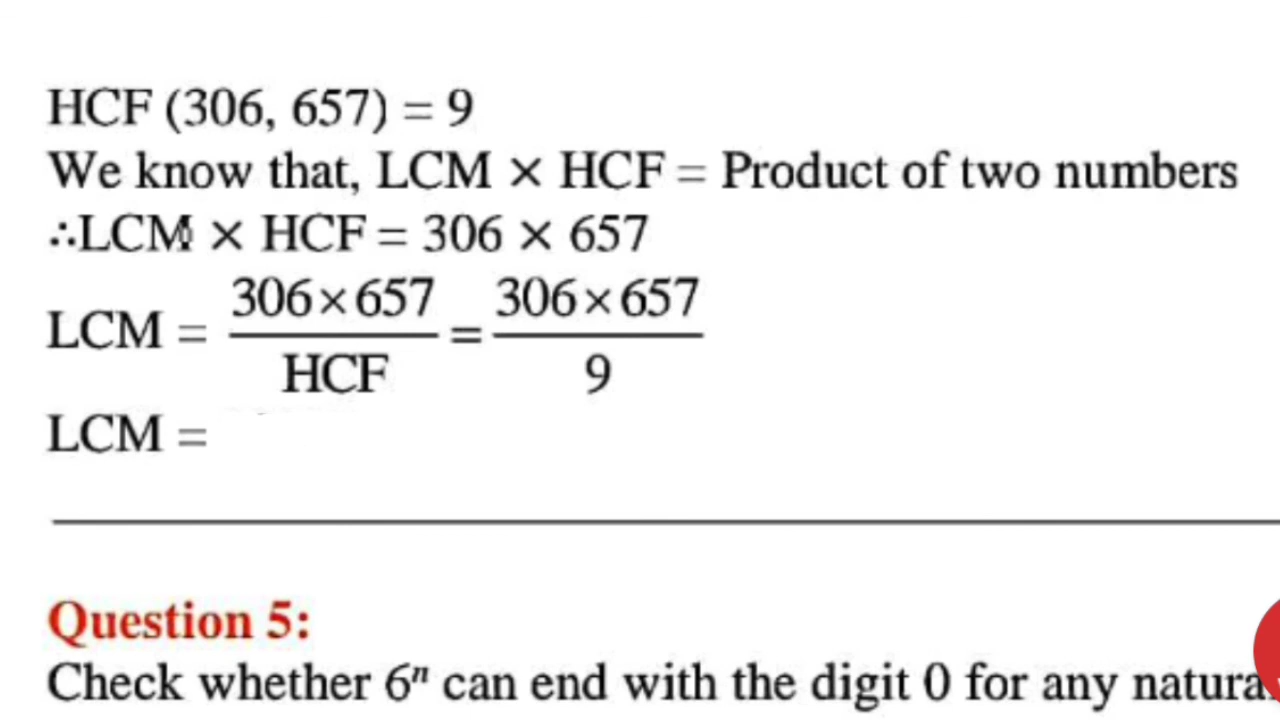 HCF (306, 657) = 9
We know that, LCM × HCF = Product of two numbers
∴LCM × HCF = 306 × 657
LCM = 306×657 / HCF = 306×657 / 9
LCM =
Question 5:
Check whether 6ⁿ can end with the digit 0 for any